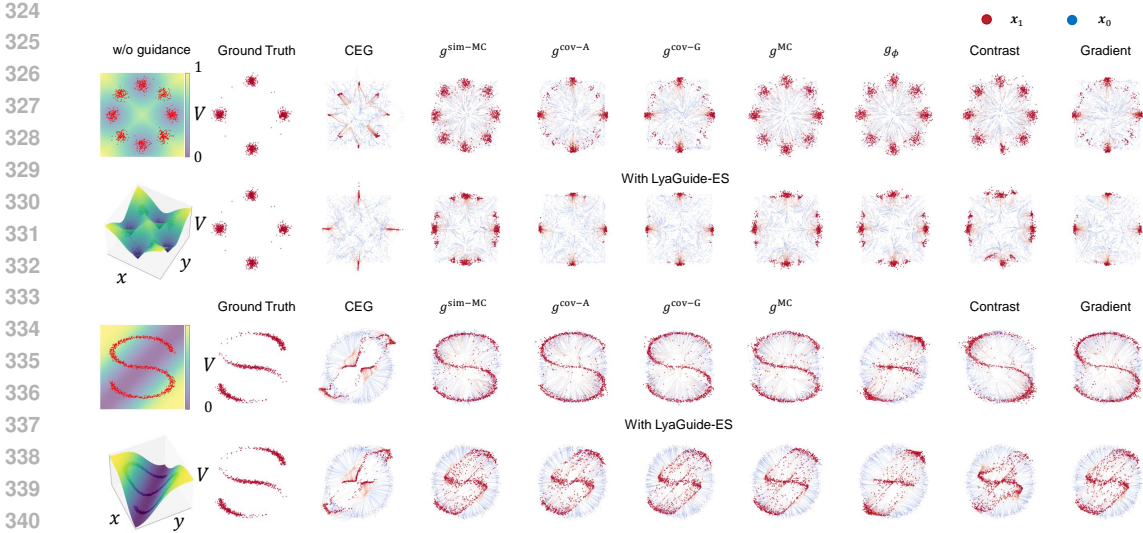 324
x₁ x₀
325
w/o guidance Ground Truth CEG g^sim−MC g^cov−A g^cov−G g^MC g_ϕ Contrast Gradient
326
1
327
V
328
0
329
With LyaGuide-ES
330
V
331
x y
332
333
Ground Truth CEG g^sim−MC g^cov−A g^cov−G g^MC Contrast Gradient
334
335
V
336
0
337
With LyaGuide-ES
338
V
339
x y
340